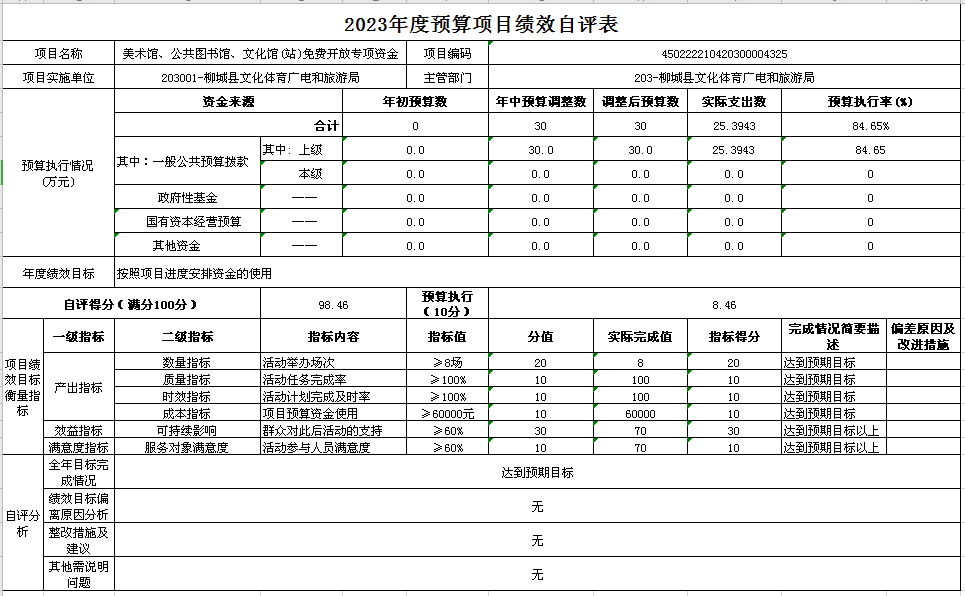 2023年度预算项目绩效自评表
项目名称 美术馆、公共图书馆、文化馆(站)免费开放专项资金 项目编码 450222210420300004325
项目实施单位 203001-柳城县文化体育广电和旅游局 主管部门 203-柳城县文化体育广电和旅游局
预算执行情况
(万元)
资金来源 年初预算数 年中预算调整数 调整后预算数 实际支出数 预算执行率(%)
合计 0 30 30 25.3943 84.65%
其中：一般公共预算拨款 其中: 上级 0.0 30.0 30.0 25.3943 84.65
本级 0.0 0.0 0.0 0.0 0
政府性基金 —— 0.0 0.0 0.0 0.0 0
国有资本经营预算 —— 0.0 0.0 0.0 0.0 0
其他资金 —— 0.0 0.0 0.0 0.0 0
年度绩效目标 按照项目进度安排资金的使用
自评得分（满分100分） 98.46 预算执行
（10分） 8.46
项目绩
效目标
衡量指
标
一级指标 二级指标 指标内容 指标值 分值 实际完成值 指标得分 完成情况简要描
述 偏差原因及
改进措施
产出指标 数量指标 活动举办场次 ≥8场 20 8 20 达到预期目标
质量指标 活动任务完成率 ≥100% 10 100 10 达到预期目标
时效指标 活动计划完成及时率 ≥100% 10 100 10 达到预期目标
成本指标 项目预算资金使用 ≥60000元 10 60000 10 达到预期目标
效益指标 可持续影响 群众对此后活动的支持 ≥60% 30 70 30 达到预期目标以上
满意度指标 服务对象满意度 活动参与人员满意度 ≥60% 10 70 10 达到预期目标以上
自评分
析
全年目标完
成情况 达到预期目标
绩效目标偏
离原因分析 无
整改措施及
建议 无
其他需说明
问题 无